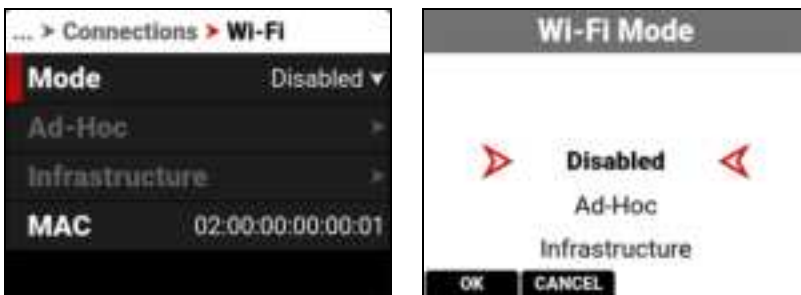 ... > Connections > Wi-Fi
Mode Disabled ▾
Ad-Hoc >
Infrastructure >
MAC 02:00:00:00:00:01
Wi-Fi Mode
Disabled
Ad-Hoc
Infrastructure
OK CANCEL